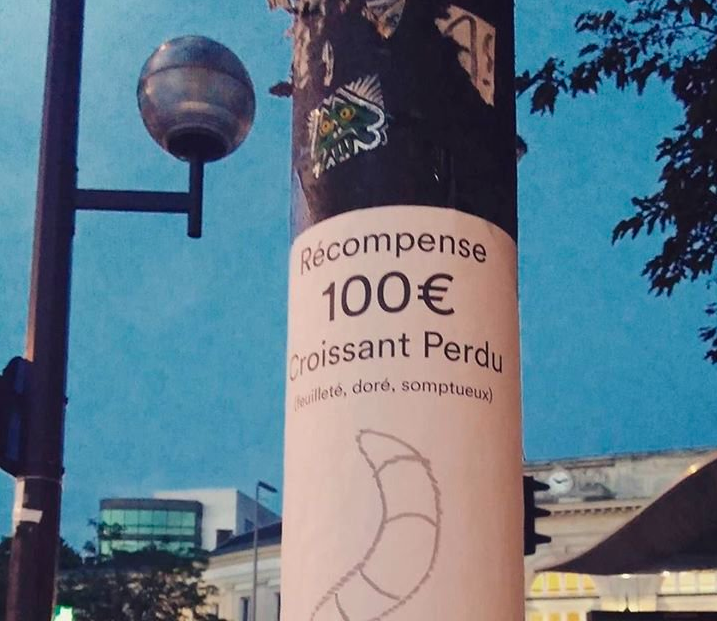 Récompense
100€
Croissant Perdu
(feuilleté, doré, somptueux)